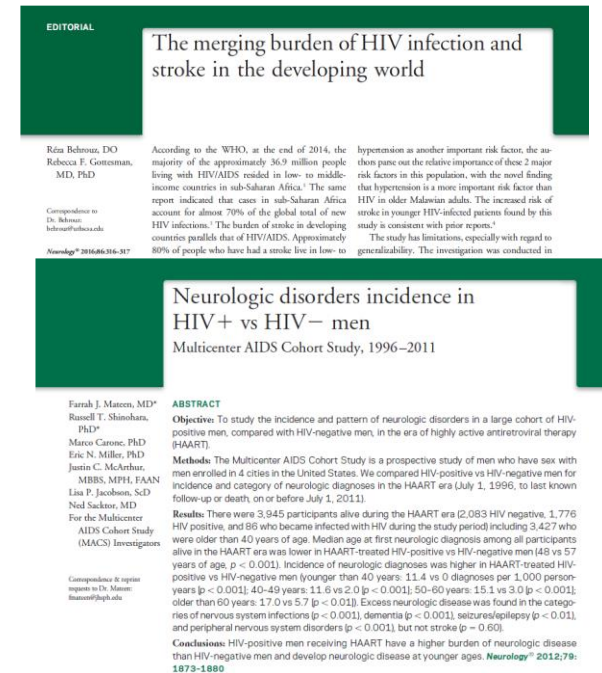 EDITORIAL
The merging burden of HIV infection and
stroke in the developing world
Réza Behrouz, DO
Rebecca F. Gottesman,
MD, PhD
Correspondence to
Dr. Behrouz:
behrouz@uthscsa.edu
Neurology® 2016;86:316–317
According to the WHO, at the end of 2014, the
majority of the approximately 36.9 million people
living with HIV/AIDS resided in low- to middle-
income countries in sub-Saharan Africa.¹ The same
report indicated that cases in sub-Saharan Africa
account for almost 70% of the global total of new
HIV infections.¹ The burden of stroke in developing
countries parallels that of HIV/AIDS. Approximately
80% of people who have had a stroke live in low- to
hypertension as another important risk factor, the au-
thors parse out the relative importance of these 2 major
risk factors in this population, with the novel finding
that hypertension is a more important risk factor than
HIV in older Malawian adults. The increased risk of
stroke in younger HIV-infected patients found by this
study is consistent with prior reports.⁴
The study has limitations, especially with regard to
generalizability. The investigation was conducted in
Neurologic disorders incidence in
HIV+ vs HIV− men
Multicenter AIDS Cohort Study, 1996–2011
Farrah J. Mateen, MD*
Russell T. Shinohara,
PhD*
Marco Carone, PhD
Eric N. Miller, PhD
Justin C. McArthur,
MBBS, MPH, FAAN
Lisa P. Jacobson, ScD
Ned Sacktor, MD
For the Multicenter
AIDS Cohort Study
(MACS) Investigators
Correspondence & reprint
requests to Dr. Mateen:
fmateen@jhsph.edu
ABSTRACT
Objective: To study the incidence and pattern of neurologic disorders in a large cohort of HIV-
positive men, compared with HIV-negative men, in the era of highly active antiretroviral therapy
(HAART).
Methods: The Multicenter AIDS Cohort Study is a prospective study of men who have sex with
men enrolled in 4 cities in the United States. We compared HIV-positive vs HIV-negative men for
incidence and category of neurologic diagnoses in the HAART era (July 1, 1996, to last known
follow-up or death, on or before July 1, 2011).
Results: There were 3,945 participants alive during the HAART era (2,083 HIV negative, 1,776
HIV positive, and 86 who became infected with HIV during the study period) including 3,427 who
were older than 40 years of age. Median age at first neurologic diagnosis among all participants
alive in the HAART era was lower in HAART-treated HIV-positive vs HIV-negative men (48 vs 57
years of age, p < 0.001). Incidence of neurologic diagnoses was higher in HAART-treated HIV-
positive vs HIV-negative men (younger than 40 years: 11.4 vs 0 diagnoses per 1,000 person-
years [p < 0.001]; 40–49 years: 11.6 vs 2.0 [p < 0.001]; 50–60 years: 15.1 vs 3.0 [p < 0.001];
older than 60 years: 17.0 vs 5.7 [p < 0.01]). Excess neurologic disease was found in the catego-
ries of nervous system infections (p < 0.001), dementia (p < 0.001), seizures/epilepsy (p < 0.01),
and peripheral nervous system disorders (p < 0.001), but not stroke (p = 0.60).
Conclusions: HIV-positive men receiving HAART have a higher burden of neurologic disease
than HIV-negative men and develop neurologic disease at younger ages. Neurology® 2012;79:
1873–1880